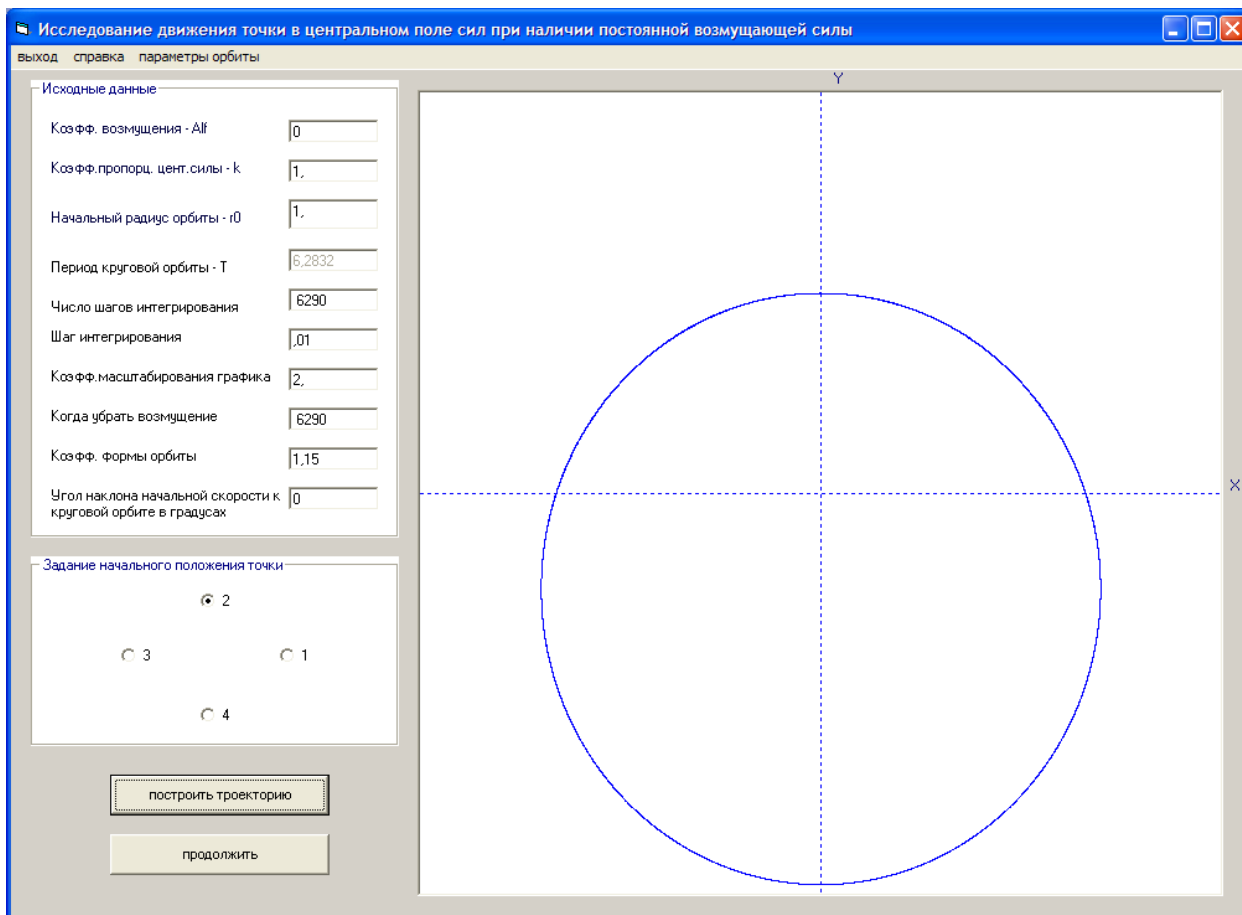 Исследование движения точки в центральном поле сил при наличии постоянной возмущающей силы
выход справка параметры орбиты
Исходные данные
Коэфф. возмущения - Alf 0
Коэфф.пропорц. цент.силы - k 1,
Начальный радиус орбиты - r0 1,
Период круговой орбиты - T 6,2832
Число шагов интегрирования 6290
Шаг интегрирования ,01
Коэфф.масштабирования графика 2,
Когда убрать возмущение 6290
Коэфф. формы орбиты 1,15
Угол наклона начальной скорости к
круговой орбите в градусах 0
Задание начального положения точки
2
3 1
4
построить троекторию
продолжить
Y
X